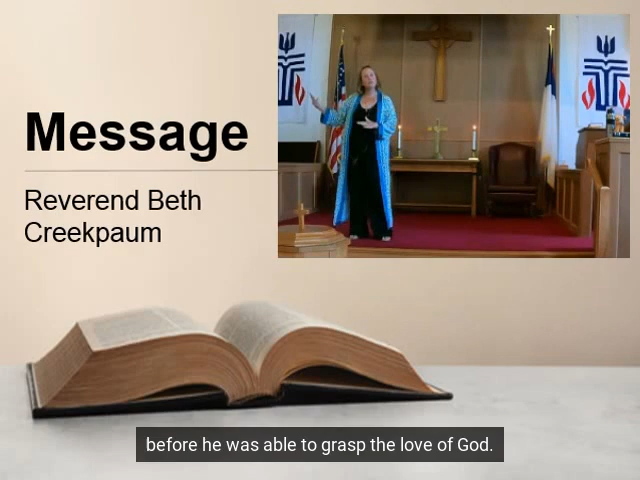 Message
Reverend Beth
Creekpaum
before he was able to grasp the love of God.